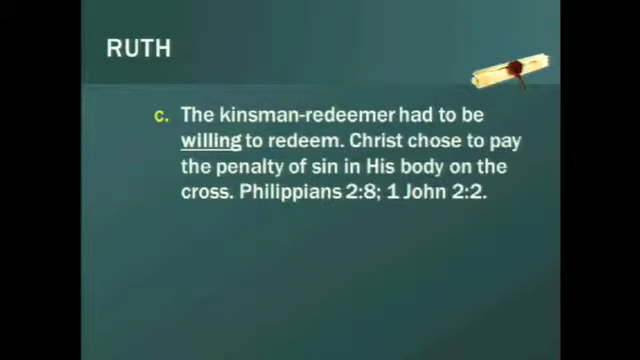 RUTH
c. The kinsman-redeemer had to be
willing to redeem. Christ chose to pay
the penalty of sin in His body on the
cross. Philippians 2:8; 1 John 2:2.